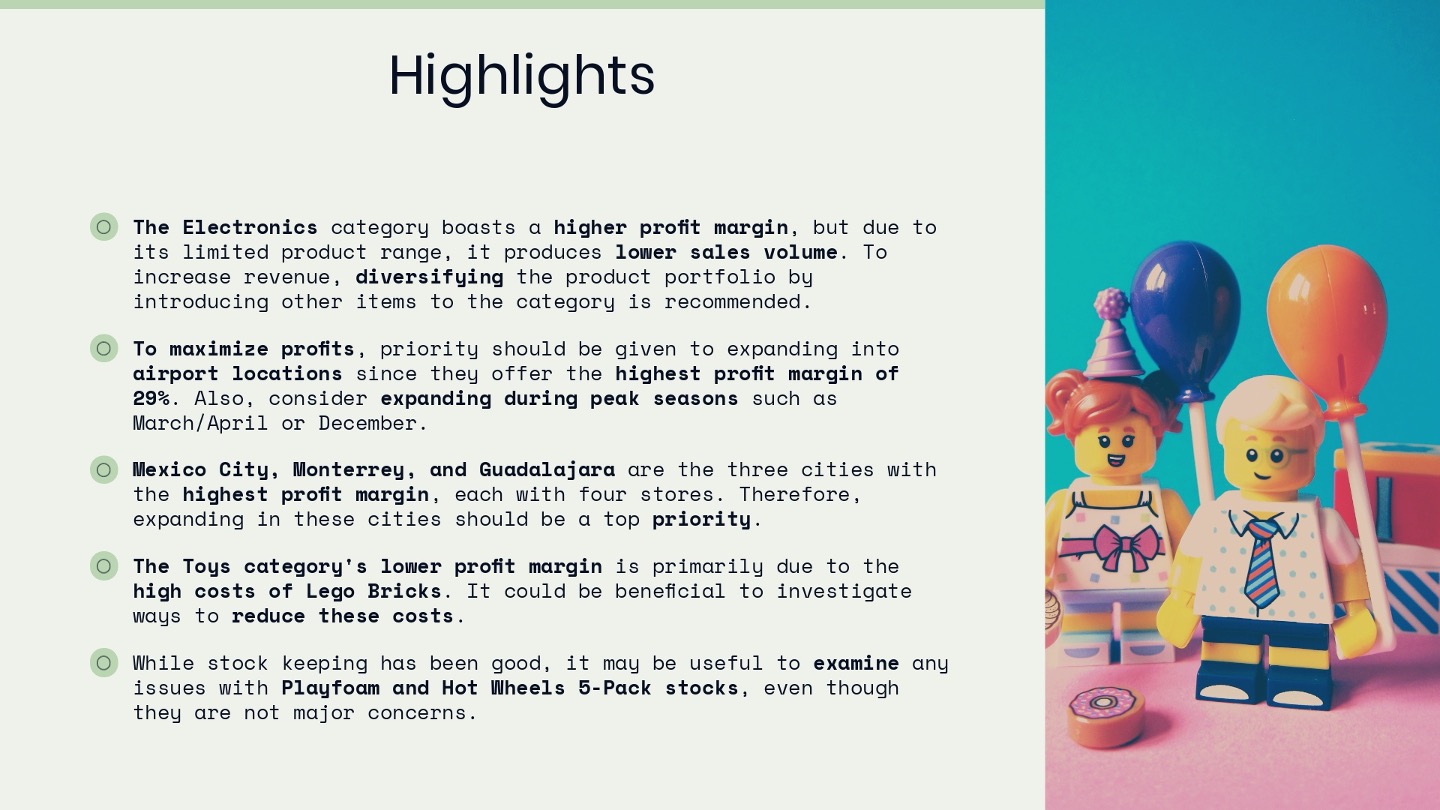 Highlights
The Electronics category boasts a higher profit margin, but due to
its limited product range, it produces lower sales volume. To
increase revenue, diversifying the product portfolio by
introducing other items to the category is recommended.
To maximize profits, priority should be given to expanding into
airport locations since they offer the highest profit margin of
29%. Also, consider expanding during peak seasons such as
March/April or December.
Mexico City, Monterrey, and Guadalajara are the three cities with
the highest profit margin, each with four stores. Therefore,
expanding in these cities should be a top priority.
The Toys category's lower profit margin is primarily due to the
high costs of Lego Bricks. It could be beneficial to investigate
ways to reduce these costs.
While stock keeping has been good, it may be useful to examine any
issues with Playfoam and Hot Wheels 5-Pack stocks, even though
they are not major concerns.